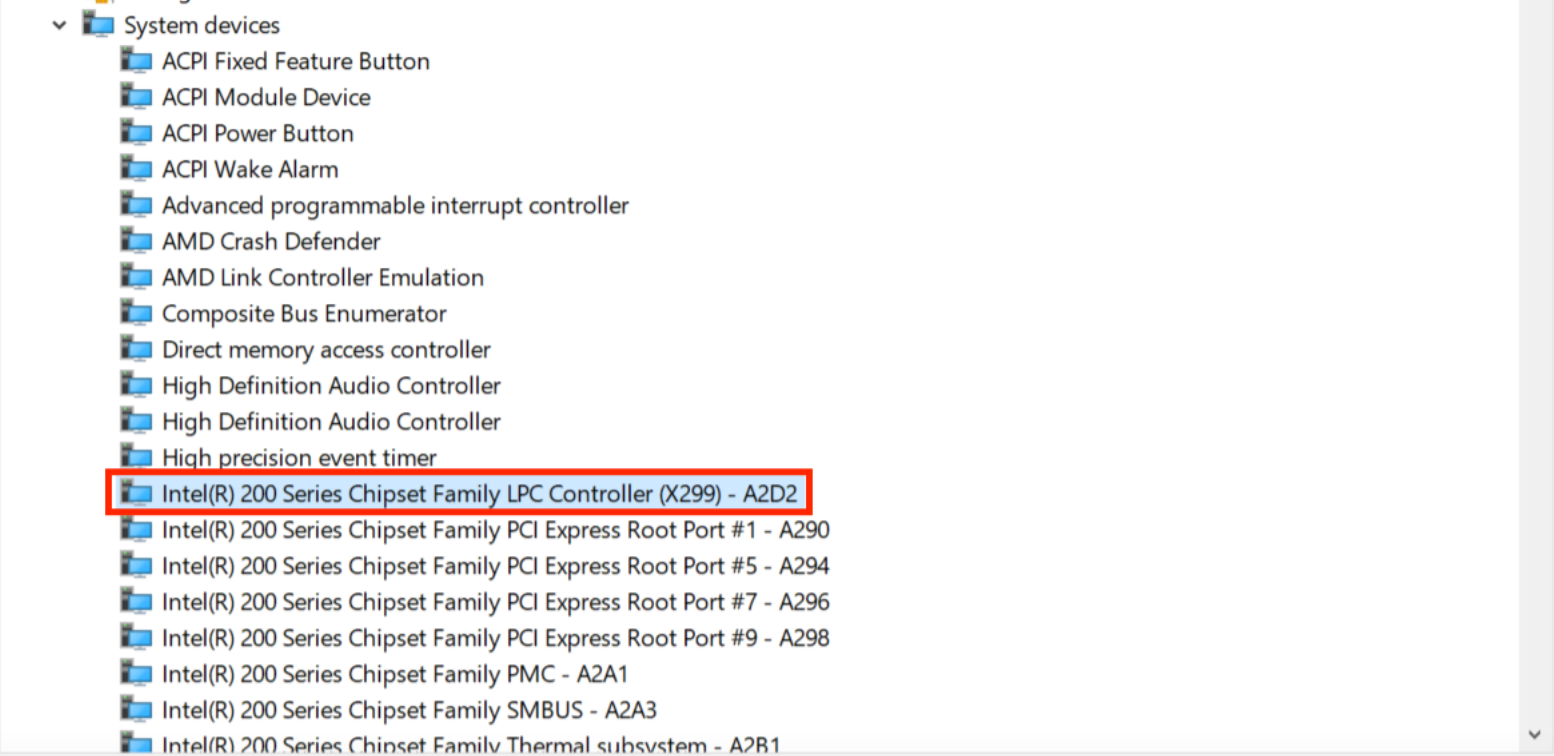 System devices
ACPI Fixed Feature Button
ACPI Module Device
ACPI Power Button
ACPI Wake Alarm
Advanced programmable interrupt controller
AMD Crash Defender
AMD Link Controller Emulation
Composite Bus Enumerator
Direct memory access controller
High Definition Audio Controller
High Definition Audio Controller
High precision event timer
Intel(R) 200 Series Chipset Family LPC Controller (X299) - A2D2
Intel(R) 200 Series Chipset Family PCI Express Root Port #1 - A290
Intel(R) 200 Series Chipset Family PCI Express Root Port #5 - A294
Intel(R) 200 Series Chipset Family PCI Express Root Port #7 - A296
Intel(R) 200 Series Chipset Family PCI Express Root Port #9 - A298
Intel(R) 200 Series Chipset Family PMC - A2A1
Intel(R) 200 Series Chipset Family SMBUS - A2A3
Intel(R) 200 Series Chipset Family Thermal subsystem - A2B1